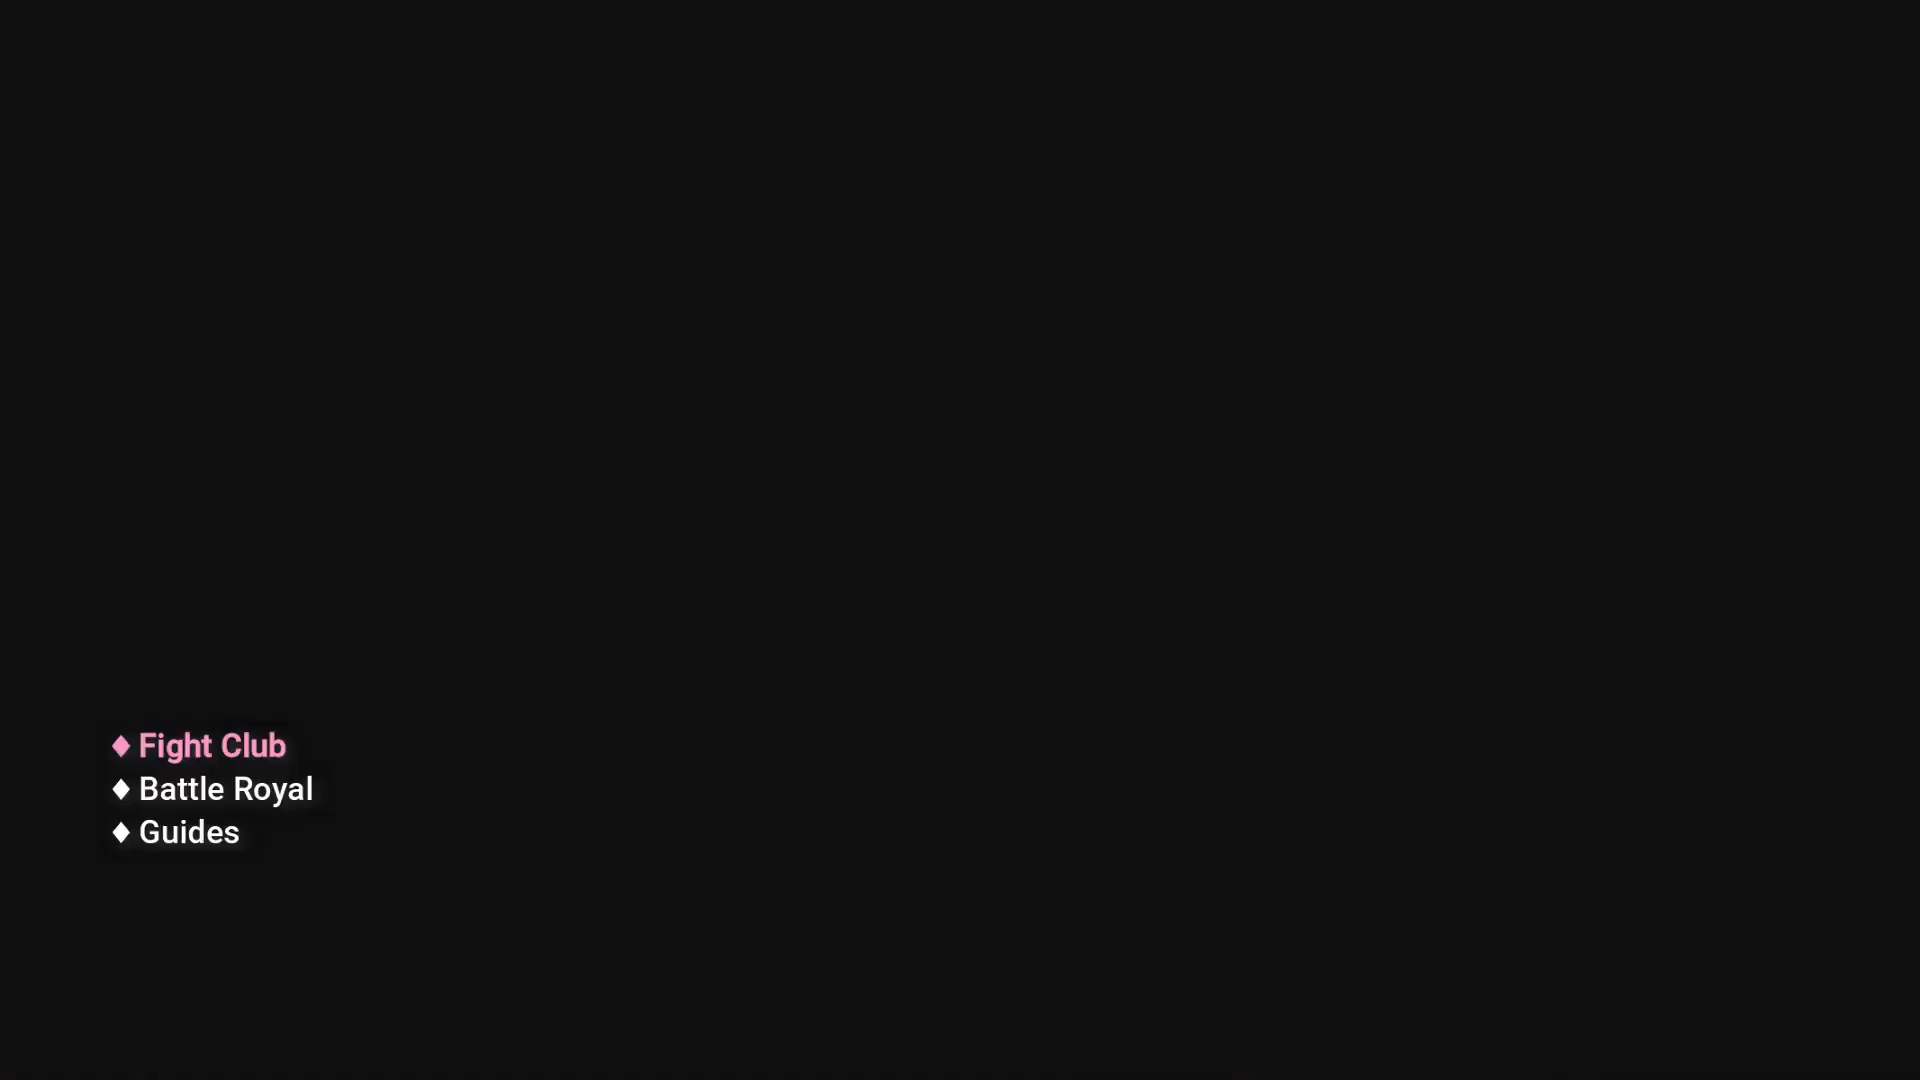 ♦ Fight Club
♦ Battle Royal
♦ Guides